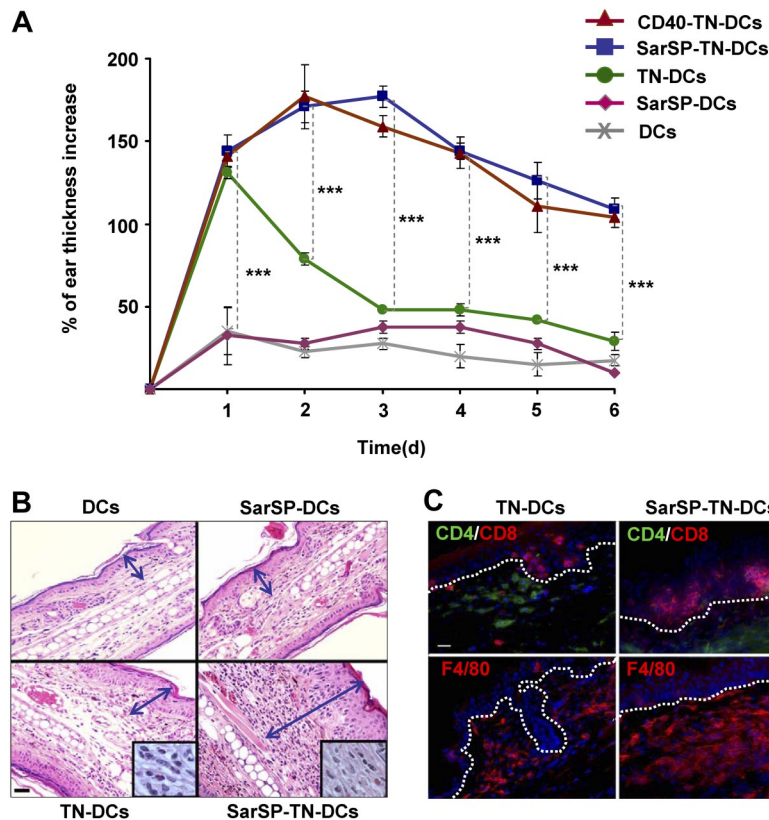 A
CD40-TN-DCs
SarSP-TN-DCs
TN-DCs
SarSP-DCs
DCs
% of ear thickness increase
200
150
100
50
***
***
***
***
***
***
1 2 3 4 5 6
Time(d)
B
DCs SarSP-DCs
TN-DCs SarSP-TN-DCs
C
TN-DCs SarSP-TN-DCs
CD4/CD8 CD4/CD8
F4/80 F4/80